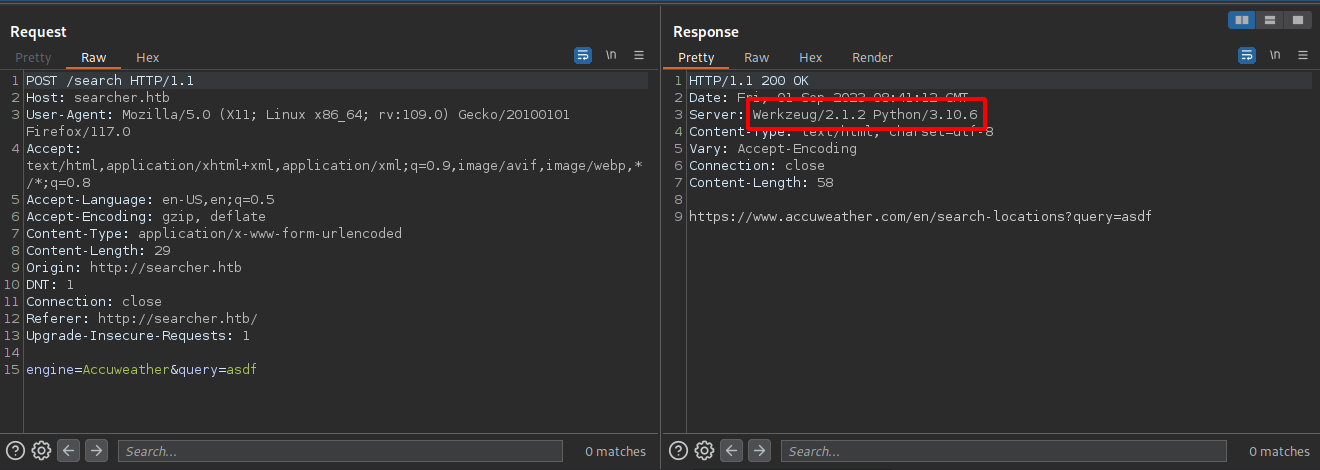 Request
Pretty Raw Hex
\n
1 POST /search HTTP/1.1
2 Host: searcher.htb
3 User-Agent: Mozilla/5.0 (X11; Linux x86_64; rv:109.0) Gecko/20100101
Firefox/117.0
4 Accept:
text/html,application/xhtml+xml,application/xml;q=0.9,image/avif,image/webp,*
/*;q=0.8
5 Accept-Language: en-US,en;q=0.5
6 Accept-Encoding: gzip, deflate
7 Content-Type: application/x-www-form-urlencoded
8 Content-Length: 29
9 Origin: http://searcher.htb
10 DNT: 1
11 Connection: close
12 Referer: http://searcher.htb/
13 Upgrade-Insecure-Requests: 1
14
15 engine=Accuweather&query=asdf
Search...
0 matches
Response
Pretty Raw Hex Render
\n
1 HTTP/1.1 200 OK
2 Date: Fri, 01 Sep 2023 08:41:12 GMT
3 Server: Werkzeug/2.1.2 Python/3.10.6
4 Content-Type: text/html; charset=utf-8
5 Vary: Accept-Encoding
6 Connection: close
7 Content-Length: 58
8
9 https://www.accuweather.com/en/search-locations?query=asdf
Search...
0 matches